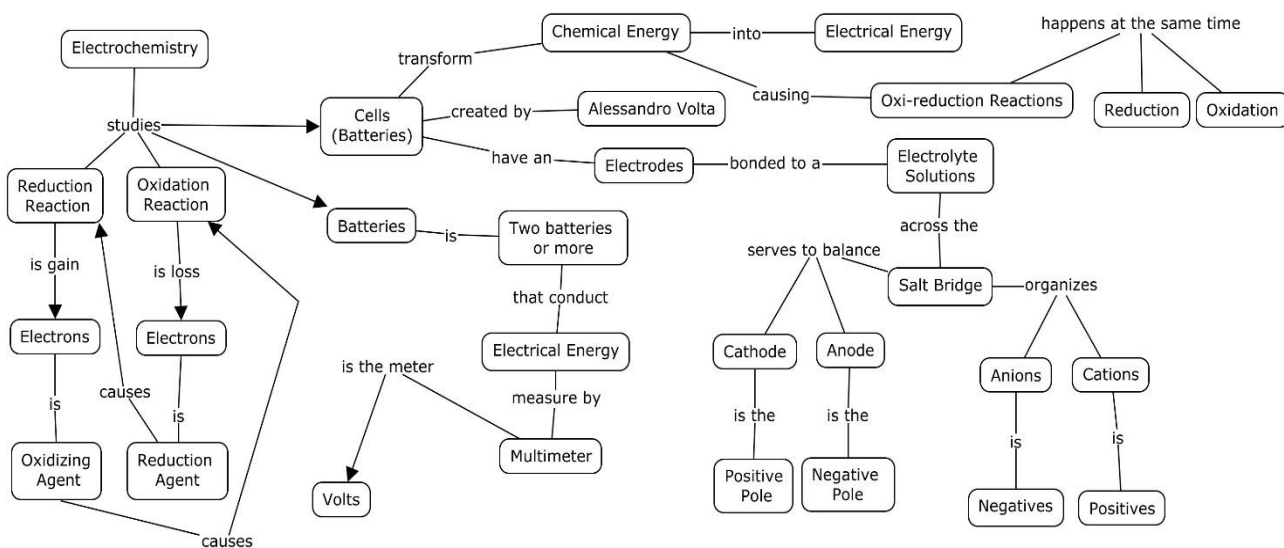 happens at the same time
Chemical Energy
into
Electrical Energy
Electrochemistry
transform
causing
Oxi-reduction Reactions
Reduction
Oxidation
studies
Cells
(Batteries)
created by
Alessandro Volta
have an
Electrodes
bonded to a
Electrolyte
Solutions
Reduction
Reaction
Oxidation
Reaction
Batteries
is
Two batteries
or more
across the
serves to balance
Salt Bridge
organizes
is gain
is loss
that conduct
Electrons
Electrons
Electrical Energy
Cathode
Anode
Anions
Cations
is the meter
measure by
causes
is
is
is the
is the
is
is
Oxidizing
Agent
Reduction
Agent
Multimeter
Volts
Positive
Pole
Negative
Pole
Negatives
Positives
causes